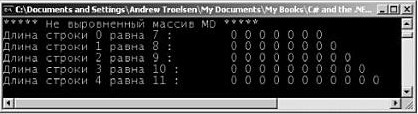 C:\Documents and Settings\Andrew Troelsen\My Documents\My Books\C# and the .NE...
***** Не выровненный массив MD *****
Длина строки 0 равна 7 : 0 0 0 0 0 0 0
Длина строки 1 равна 8 : 0 0 0 0 0 0 0 0
Длина строки 2 равна 9 : 0 0 0 0 0 0 0 0 0
Длина строки 3 равна 10 : 0 0 0 0 0 0 0 0 0 0
Длина строки 4 равна 11 : 0 0 0 0 0 0 0 0 0 0 0